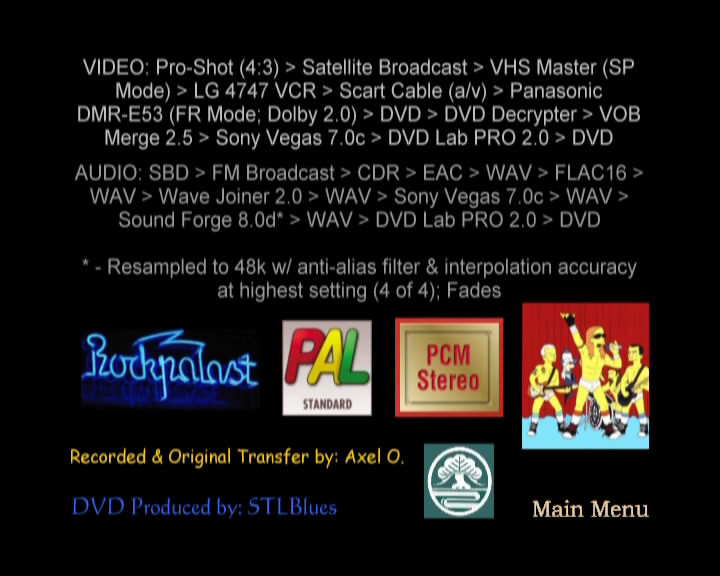 VIDEO: Pro-Shot (4:3) > Satellite Broadcast > VHS Master (SP
Mode) > LG 4747 VCR > Scart Cable (a/v) > Panasonic
DMR-E53 (FR Mode; Dolby 2.0) > DVD > DVD Decrypter > VOB
Merge 2.5 > Sony Vegas 7.0c > DVD Lab PRO 2.0 > DVD
AUDIO: SBD > FM Broadcast > CDR > EAC > WAV > FLAC16 >
WAV > Wave Joiner 2.0 > WAV > Sony Vegas 7.0c > WAV >
Sound Forge 8.0d* > WAV > DVD Lab PRO 2.0 > DVD
* - Resampled to 48k w/ anti-alias filter & interpolation accuracy
at highest setting (4 of 4); Fades
Rockpalast
PAL
STANDARD
PCM
Stereo
Recorded & Original Transfer by: Axel O.
DVD Produced by: STLBlues
Main Menu